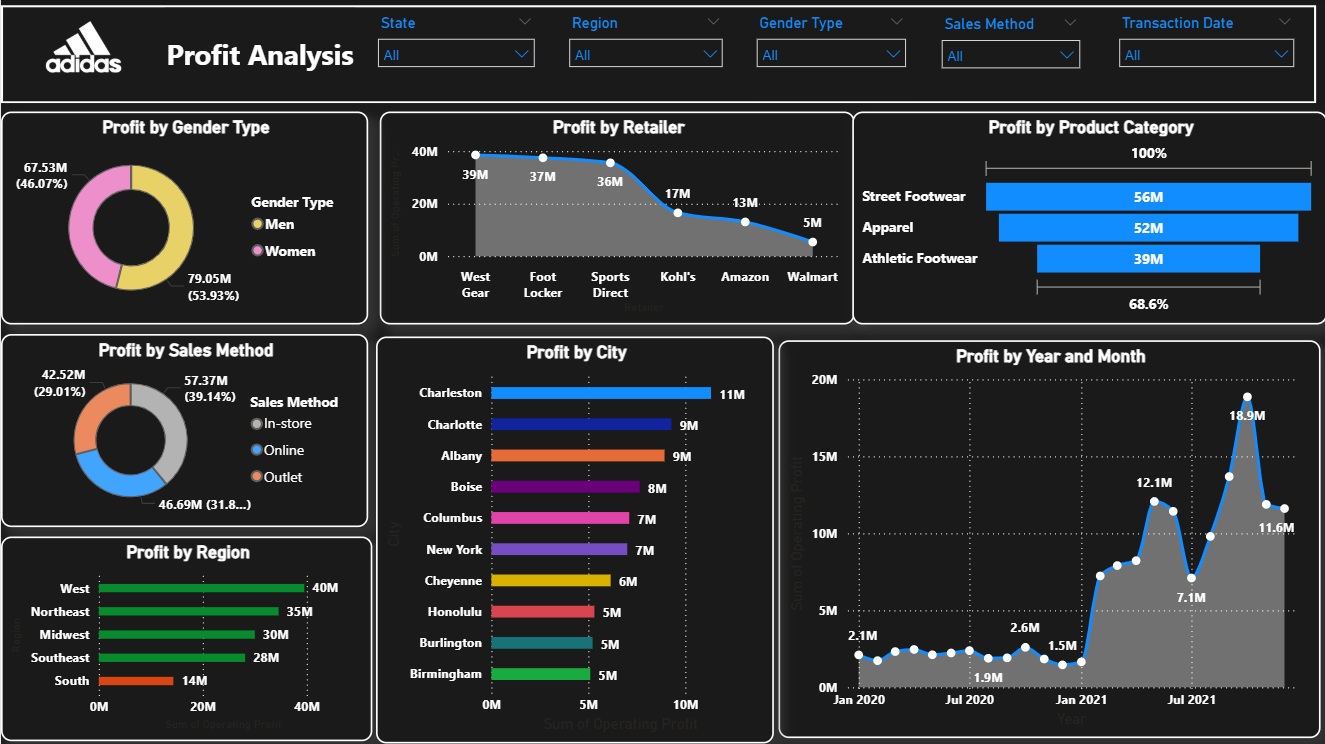 adidas
Profit Analysis
State
All
Region
All
Gender Type
All
Sales Method
All
Transaction Date
All
Profit by Gender Type
67.53M
(46.07%)
79.05M
(53.93%)
Gender Type
Men
Women
Profit by Retailer
Sum of Operating Pr
40M
20M
0M
39M
37M
36M
17M
13M
5M
West
Gear
Foot
Locker
Sports
Direct
Kohl's
Amazon
Walmart
Retailer
Profit by Product Category
100%
Street Footwear
56M
Apparel
52M
Athletic Footwear
39M
68.6%
Profit by Sales Method
42.52M
(29.01%)
57.37M
(39.14%)
46.69M (31.8...)
Sales Method
In-store
Online
Outlet
Profit by City
City
Charleston
11M
Charlotte
9M
Albany
9M
Boise
8M
Columbus
7M
New York
7M
Cheyenne
6M
Honolulu
5M
Burlington
5M
Birmingham
5M
0M
5M
10M
Sum of Operating Profit
Profit by Year and Month
Sum of Operating Profit
20M
15M
10M
5M
0M
2.1M
1.9M
2.6M
1.5M
12.1M
7.1M
18.9M
11.6M
Jan 2020
Jul 2020
Jan 2021
Jul 2021
Year
Profit by Region
Region
West
40M
Northeast
35M
Midwest
30M
Southeast
28M
South
14M
0M
20M
40M
Sum of Operating Profit